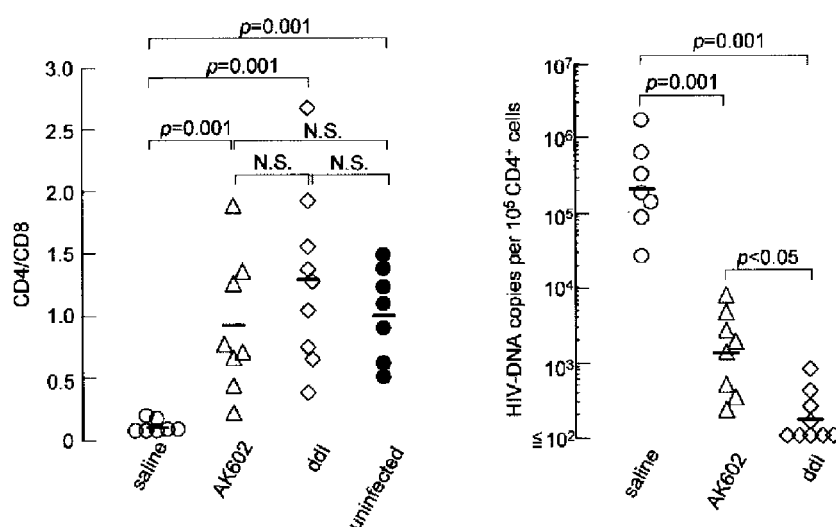 p=0.001
p=0.001
p=0.001
N.S.
N.S.
N.S.
CD4/CD8
3.0
2.5
2.0
1.5
1.0
0.5
0
saline
AK602
ddI
uninfected
p=0.001
p=0.001
p<0.05
HIV-DNA copies per 10⁵ CD4⁺ cells
10⁷
10⁶
10⁵
10⁴
10³
≤10²
saline
AK602
ddI